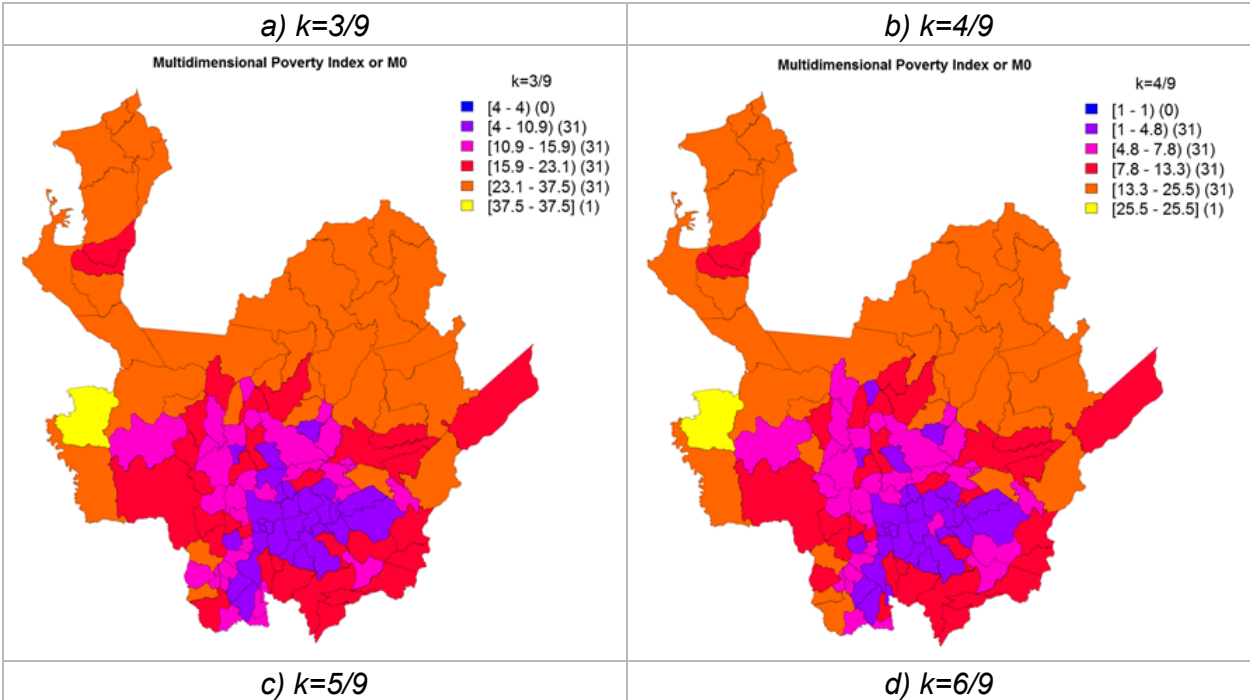 a) k=3/9
b) k=4/9
Multidimensional Poverty Index or M0
k=3/9
[4 - 4) (0)
[4 - 10.9) (31)
[10.9 - 15.9) (31)
[15.9 - 23.1) (31)
[23.1 - 37.5) (31)
[37.5 - 37.5] (1)
Multidimensional Poverty Index or M0
k=4/9
[1 - 1) (0)
[1 - 4.8) (31)
[4.8 - 7.8) (31)
[7.8 - 13.3) (31)
[13.3 - 25.5) (31)
[25.5 - 25.5] (1)
c) k=5/9
d) k=6/9